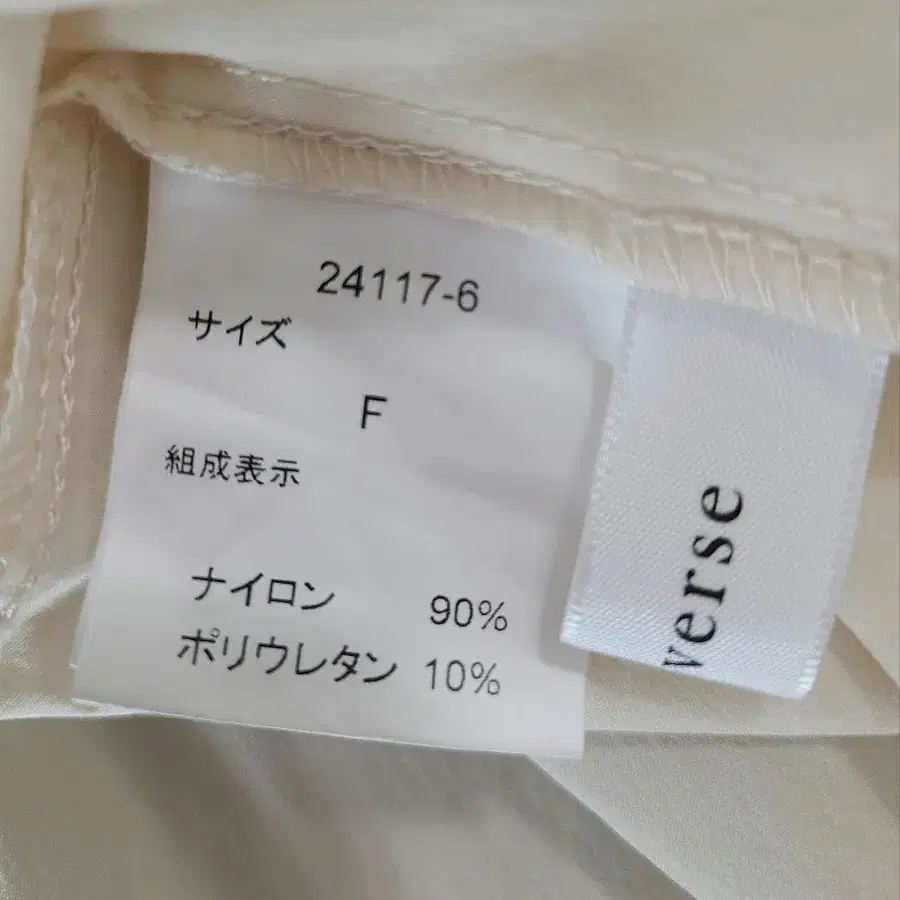 24117-6
サイズ
F
組成表示
ナイロン 90%
ポリウレタン 10%
verse